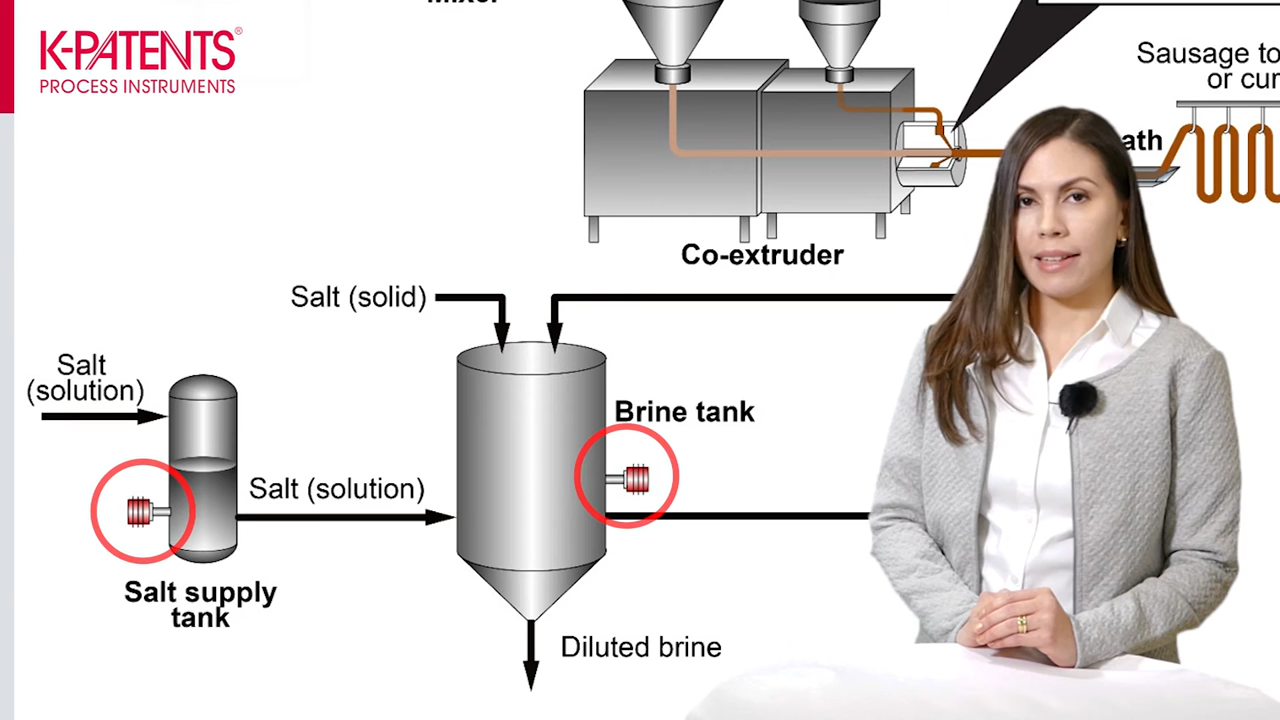 K-PATENTS®
PROCESS INSTRUMENTS
Sausage to
or cur
ath
Co-extruder
Salt (solid)
Salt
(solution)
Brine tank
Salt (solution)
Salt supply
tank
Diluted brine